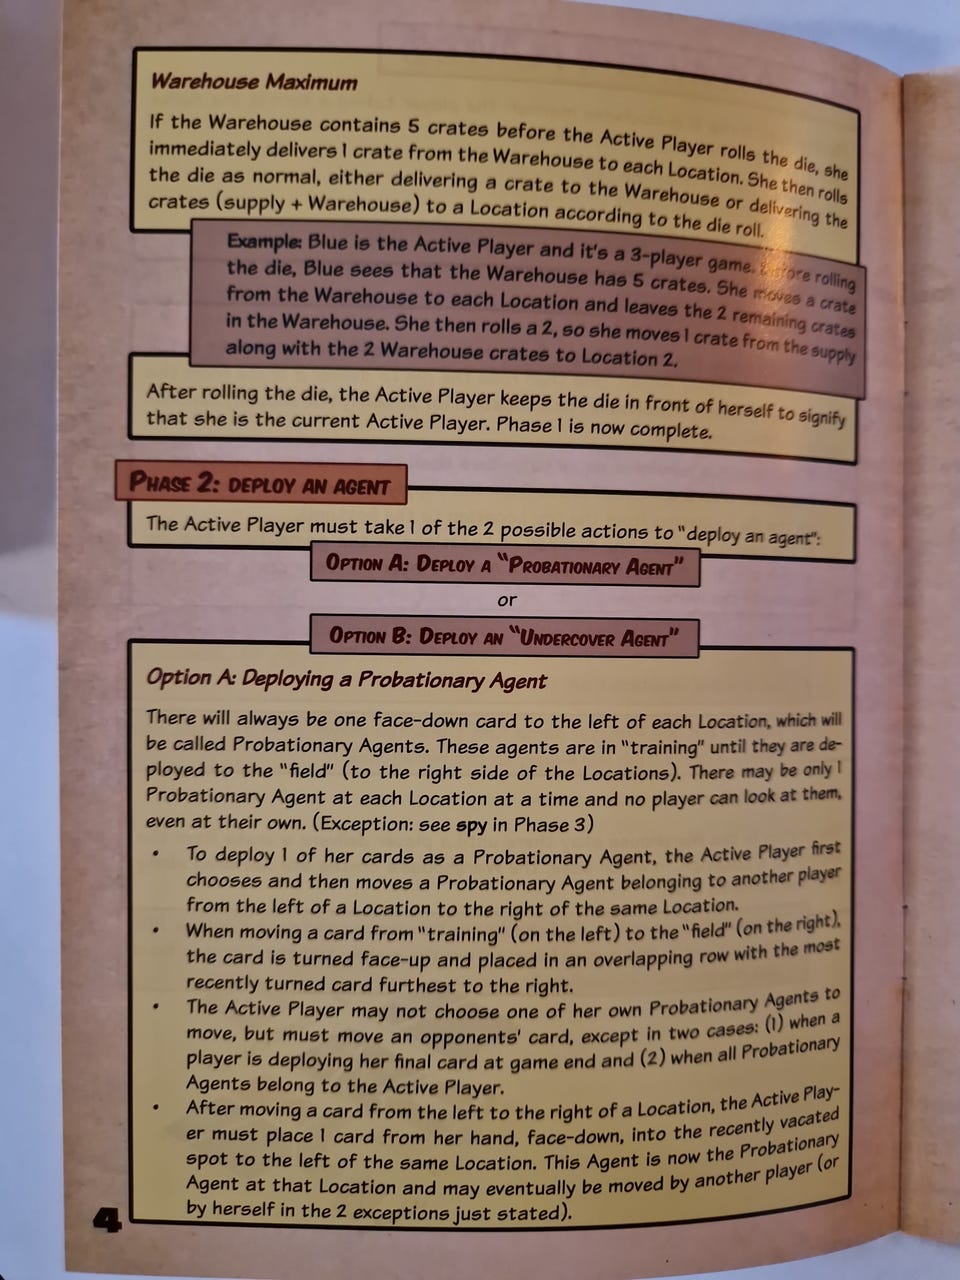 Warehouse Maximum
If the Warehouse contains 5 crates before the Active Player rolls the die, she
immediately delivers 1 crate from the Warehouse to each Location. She then rolls
the die as normal, either delivering a crate to the Warehouse or delivering the
crates (supply + Warehouse) to a Location according to the die roll.
Example: Blue is the Active Player and it's a 3-player game. Before rolling
the die, Blue sees that the Warehouse has 5 crates. She moves a crate
from the Warehouse to each Location and leaves the 2 remaining crates
in the Warehouse. She then rolls a 2, so she moves 1 crate from the supply
along with the 2 Warehouse crates to Location 2.
After rolling the die, the Active Player keeps the die in front of herself to signify
that she is the current Active Player. Phase 1 is now complete.
PHASE 2: DEPLOY AN AGENT
The Active Player must take 1 of the 2 possible actions to "deploy an agent":
OPTION A: DEPLOY A "PROBATIONARY AGENT"
or
OPTION B: DEPLOY AN "UNDERCOVER AGENT"
Option A: Deploying a Probationary Agent
There will always be one face-down card to the left of each Location, which will
be called Probationary Agents. These agents are in "training" until they are de-
ployed to the "field" (to the right side of the Locations). There may be only 1
Probationary Agent at each Location at a time and no player can look at them,
even at their own. (Exception: see spy in Phase 3)
• To deploy 1 of her cards as a Probationary Agent, the Active Player first
chooses and then moves a Probationary Agent belonging to another player
from the left of a Location to the right of the same Location.
• When moving a card from "training" (on the left) to the "field" (on the right),
the card is turned face-up and placed in an overlapping row with the most
recently turned card furthest to the right.
• The Active Player may not choose one of her own Probationary Agents to
move, but must move an opponents' card, except in two cases: (1) when a
player is deploying her final card at game end and (2) when all Probationary
Agents belong to the Active Player.
• After moving a card from the left to the right of a Location, the Active Play-
er must place 1 card from her hand, face-down, into the recently vacated
spot to the left of the same Location. This Agent is now the Probationary
Agent at that Location and may eventually be moved by another player (or
by herself in the 2 exceptions just stated).
4